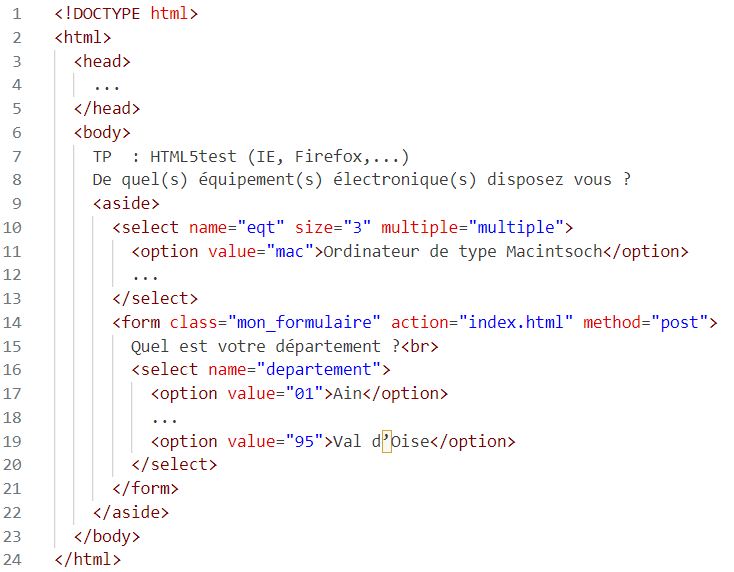 1 <!DOCTYPE html>
2 <html>
3 <head>
4 ...
5 </head>
6 <body>
7 TP  : HTML5test (IE, Firefox,...)
8 De quel(s) équipement(s) électronique(s) disposez vous ?
9 <aside>
10 <select name="eqt" size="3" multiple="multiple">
11 <option value="mac">Ordinateur de type Macintsoch</option>
12 ...
13 </select>
14 <form class="mon_formulaire" action="index.html" method="post">
15 Quel est votre département ?<br>
16 <select name="departement">
17 <option value="01">Ain</option>
18 ...
19 <option value="95">Val d’Oise</option>
20 </select>
21 </form>
22 </aside>
23 </body>
24 </html>